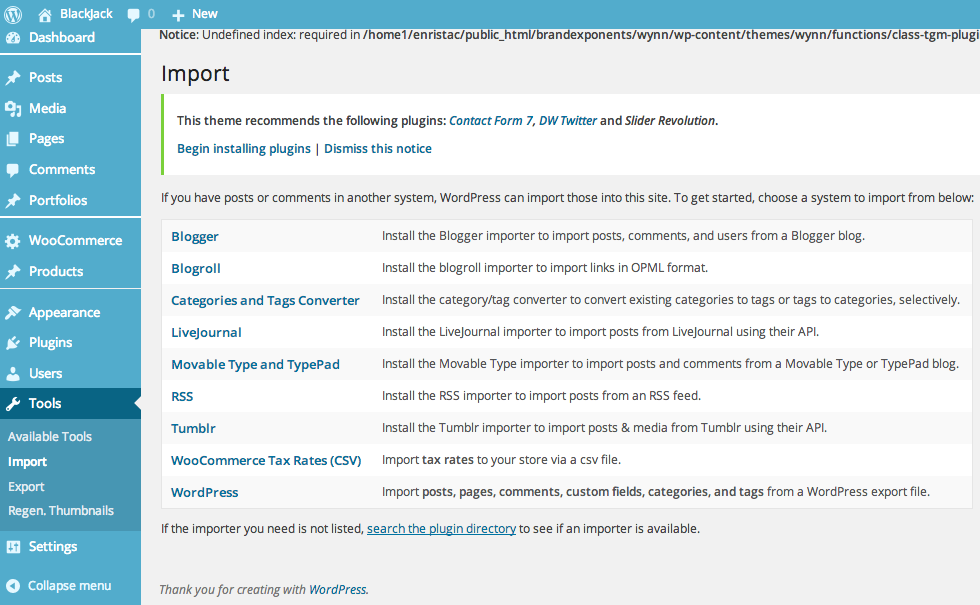 BlackJack 0 New
Notice: Undefined index: required in /home1/enristac/public_html/brandexponents/wynn/wp-content/themes/wynn/functions/class-tgm-plugi
Dashboard
Posts
Media
Pages
Comments
Portfolios
WooCommerce
Products
Appearance
Plugins
Users
Tools
Available Tools
Import
Export
Regen. Thumbnails
Settings
Collapse menu
Import
This theme recommends the following plugins: Contact Form 7, DW Twitter and Slider Revolution.
Begin installing plugins | Dismiss this notice
If you have posts or comments in another system, WordPress can import those into this site. To get started, choose a system to import from below:
Blogger Install the Blogger importer to import posts, comments, and users from a Blogger blog.
Blogroll Install the blogroll importer to import links in OPML format.
Categories and Tags Converter Install the category/tag converter to convert existing categories to tags or tags to categories, selectively.
LiveJournal Install the LiveJournal importer to import posts from LiveJournal using their API.
Movable Type and TypePad Install the Movable Type importer to import posts and comments from a Movable Type or TypePad blog.
RSS Install the RSS importer to import posts from an RSS feed.
Tumblr Install the Tumblr importer to import posts & media from Tumblr using their API.
WooCommerce Tax Rates (CSV) Import tax rates to your store via a csv file.
WordPress Import posts, pages, comments, custom fields, categories, and tags from a WordPress export file.
If the importer you need is not listed, search the plugin directory to see if an importer is available.
Thank you for creating with WordPress.